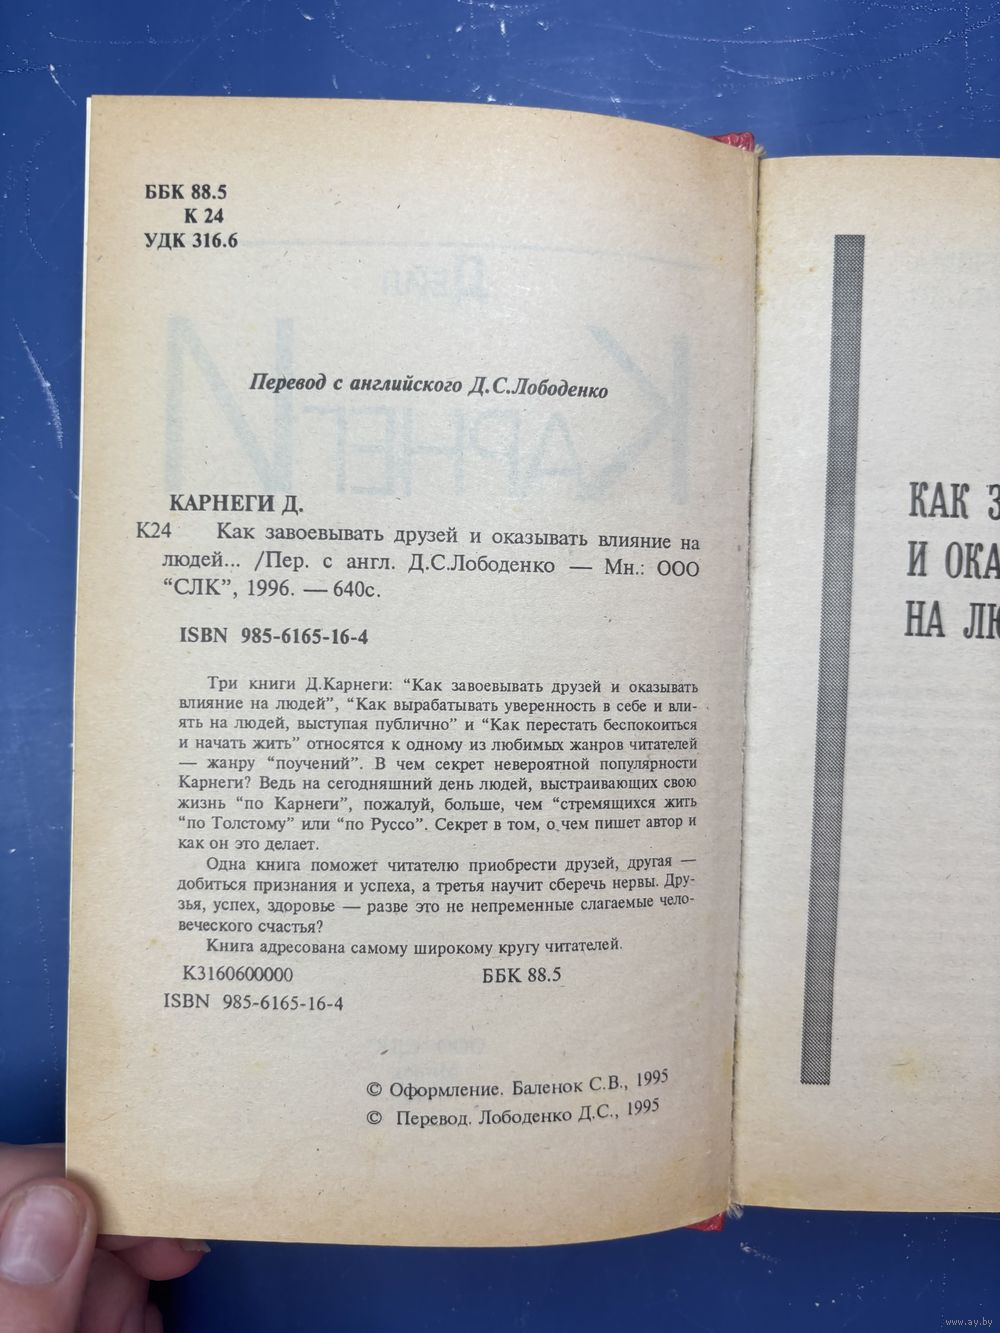 ББК 88.5
К 24
УДК 316.6
Дейл
КАРНЕГИ
Перевод с английского Д.С.Лободенко
КАРНЕГИ Д.
К24 Как завоевывать друзей и оказывать влияние на
людей... /Пер. с англ. Д.С.Лободенко — Мн.: ООО
“СЛК”, 1996. — 640с.
ISBN 985-6165-16-4
Три книги Д.Карнеги: “Как завоевывать друзей и оказывать
влияние на людей”, “Как вырабатывать уверенность в себе и вли-
ять на людей, выступая публично” и “Как перестать беспокоиться
и начать жить” относятся к одному из любимых жанров читателей
— жанру “поучений”. В чем секрет невероятной популярности
Карнеги? Ведь на сегодняшний день людей, выстраивающих свою
жизнь “по Карнеги”, пожалуй, больше, чем “стремящихся жить
“по Толстому” или “по Руссо”. Секрет в том, о чем пишет автор и
как он это делает.
Одна книга поможет читателю приобрести друзей, другая —
добиться признания и успеха, а третья научит сберечь нервы. Дру-
зья, успех, здоровье — разве это не непременные слагаемые чело-
веческого счастья?
Книга адресована самому широкому кругу читателей.
К3160600000 ББК 88.5
ISBN 985-6165-16-4
© Оформление. Баленок С.В., 1995
© Перевод. Лободенко Д.С., 1995
КАК З
И ОКА
НА ЛЮ
www.ay.by